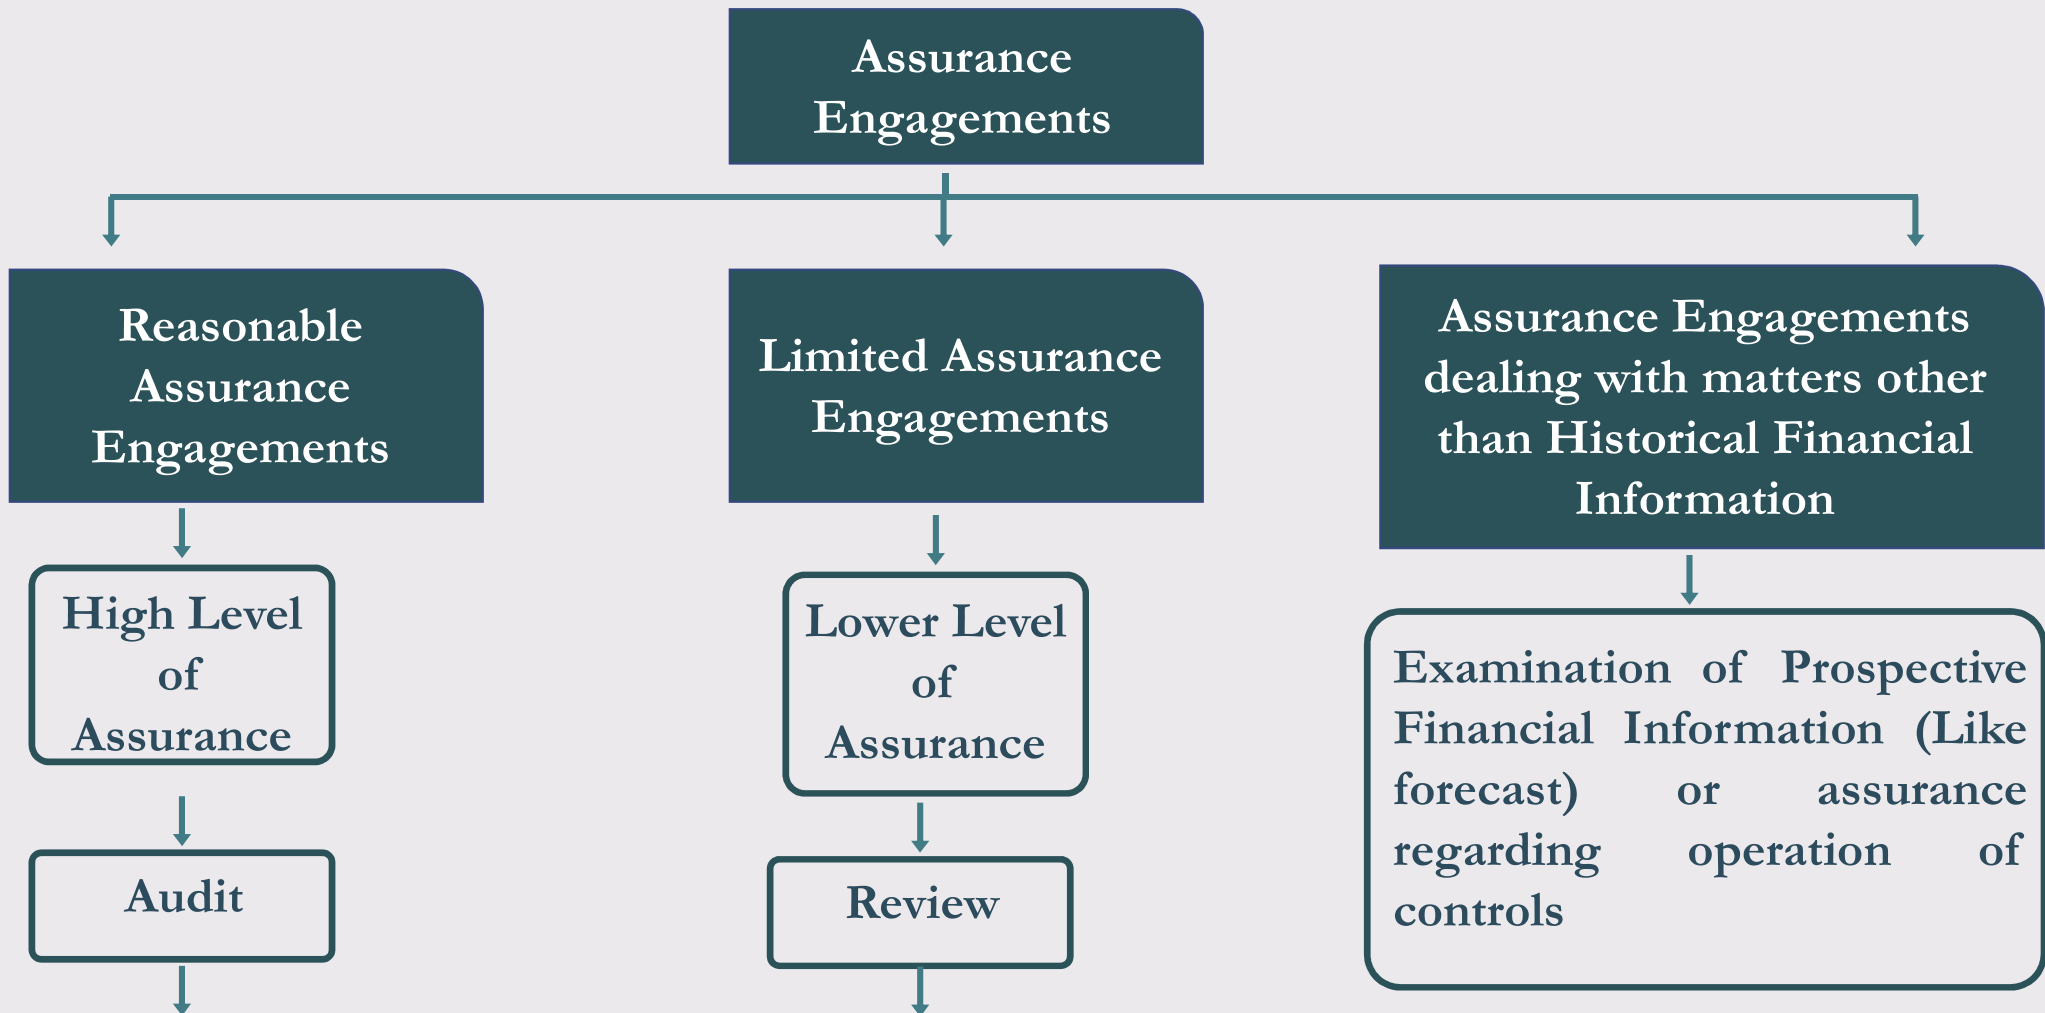 Assurance
Engagements
Reasonable
Assurance
Engagements
Limited Assurance
Engagements
Assurance Engagements
dealing with matters other
than Historical Financial
Information
High Level
of
Assurance
Lower Level
of
Assurance
Examination of Prospective
Financial Information (Like
forecast) or assurance
regarding operation of
controls
Audit
Review